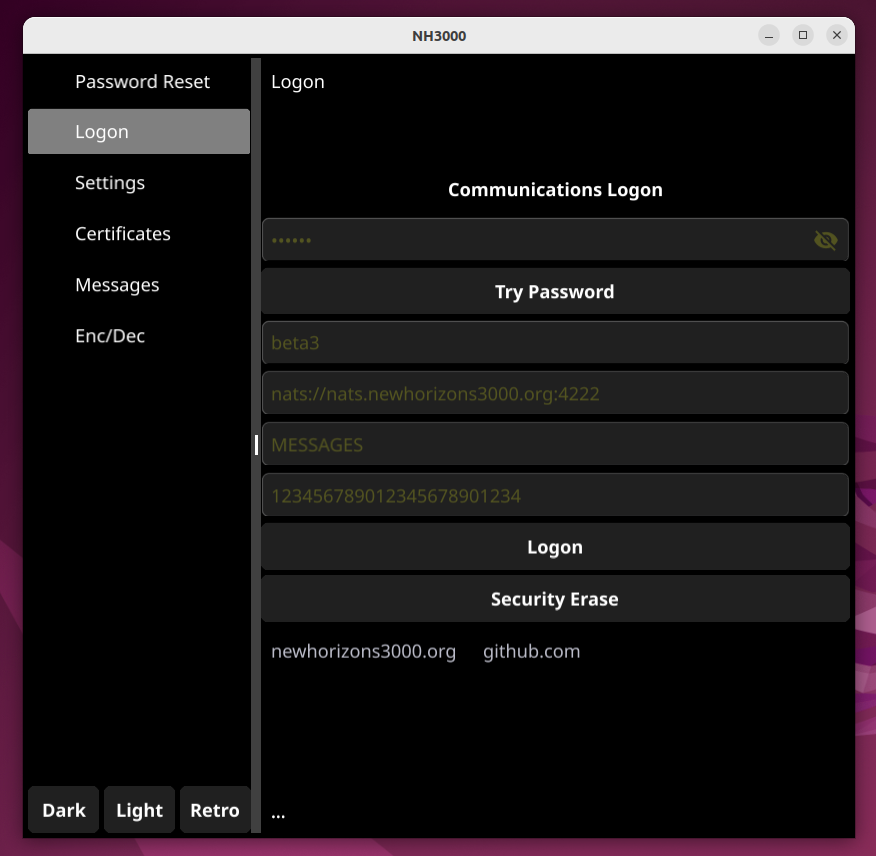 NH3000
Password Reset
Logon
Settings
Certificates
Messages
Enc/Dec
Dark Light Retro
Logon
Communications Logon
••••••
Try Password
beta3
nats://nats.newhorizons3000.org:4222
MESSAGES
123456789012345678901234
Logon
Security Erase
newhorizons3000.org github.com
...